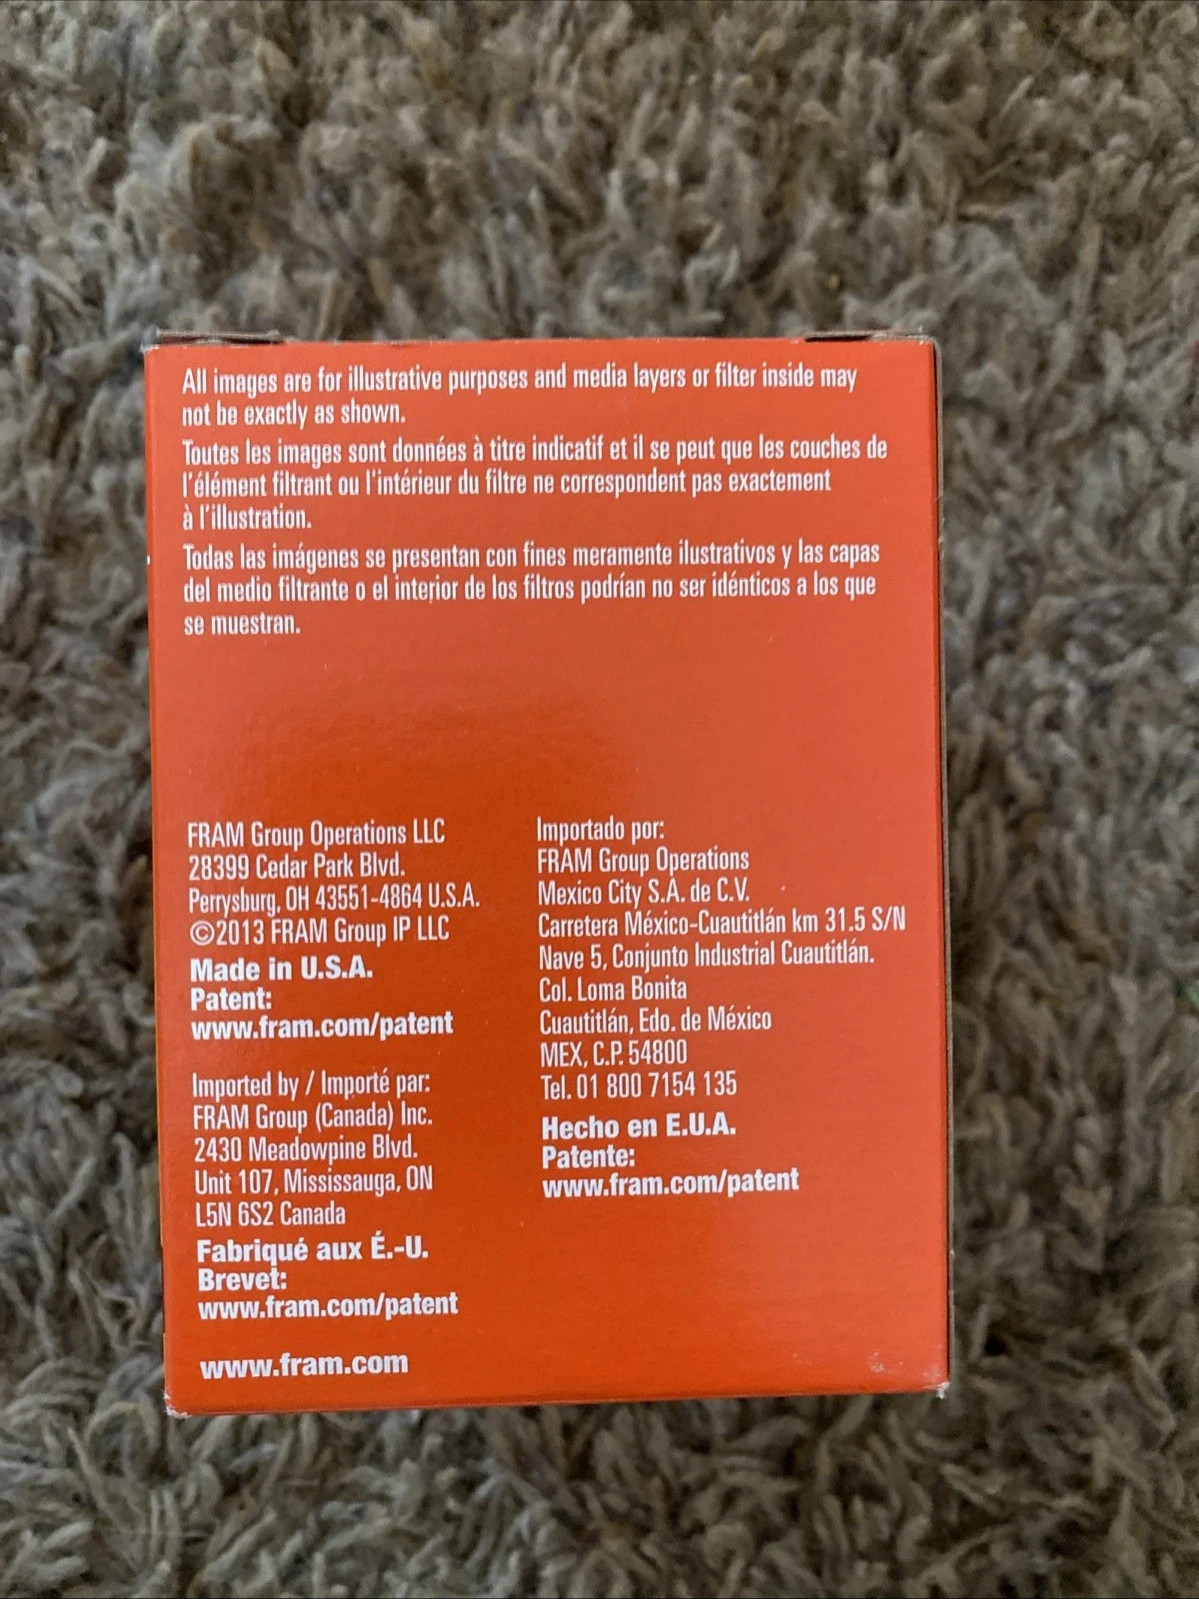 All images are for illustrative purposes and media layers or filter inside may
not be exactly as shown.
Toutes les images sont données à titre indicatif et il se peut que les couches de
l'élément filtrant ou l'intérieur du filtre ne correspondent pas exactement
à l'illustration.
Todas las imágenes se presentan con fines meramente ilustrativos y las capas
del medio filtrante o el interior de los filtros podrían no ser idénticos a los que
se muestran.
FRAM Group Operations LLC
28399 Cedar Park Blvd.
Perrysburg, OH 43551-4864 U.S.A.
©2013 FRAM Group IP LLC
Made in U.S.A.
Patent:
www.fram.com/patent
Imported by / Importé par:
FRAM Group (Canada) Inc.
2430 Meadowpine Blvd.
Unit 107, Mississauga, ON
L5N 6S2 Canada
Fabriqué aux É.-U.
Brevet:
www.fram.com/patent
www.fram.com
Importado por:
FRAM Group Operations
Mexico City S.A. de C.V.
Carretera México-Cuautitlán km 31.5 S/N
Nave 5, Conjunto Industrial Cuautitlán.
Col. Loma Bonita
Cuautitlán, Edo. de México
MEX, C.P. 54800
Tel. 01 800 7154 135
Hecho en E.U.A.
Patente:
www.fram.com/patent